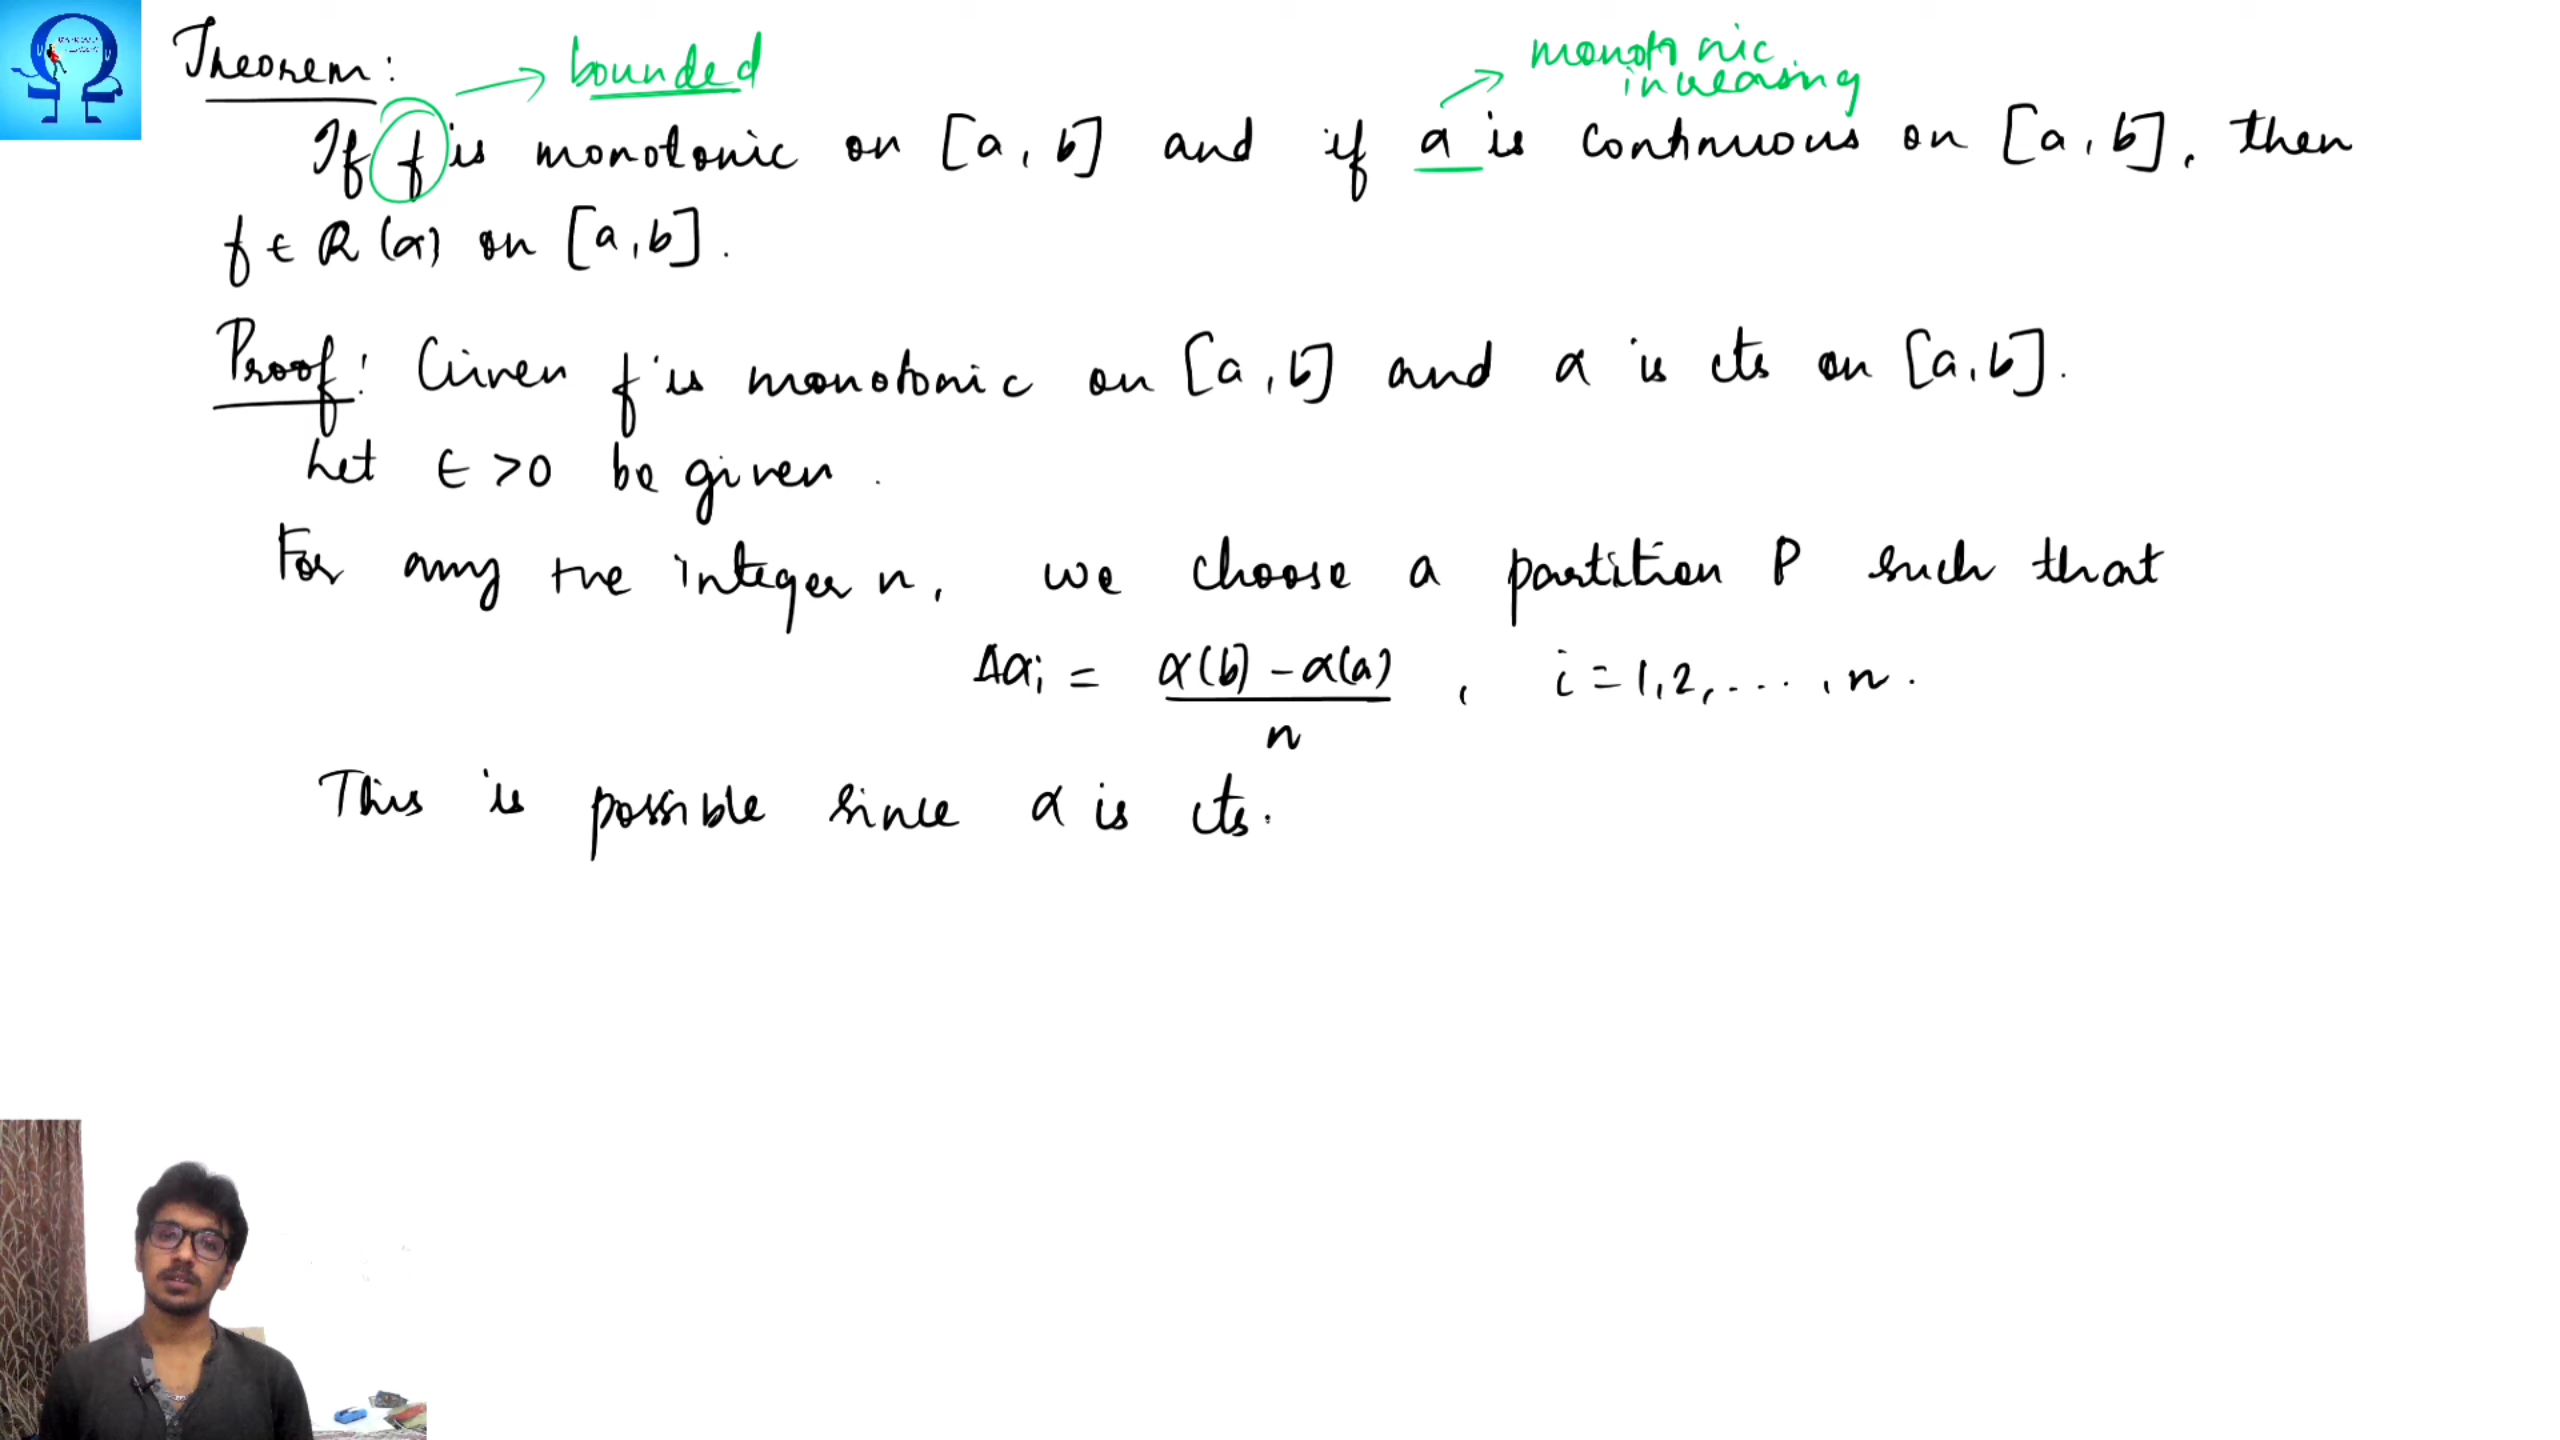 Theorem:
bounded
monotonic
increasing
If f is monotonic on [a, b] and if α is continuous on [a, b], then
f ∈ R(α) on [a, b].
Proof: Given f is monotonic on [a, b] and α is cts on [a, b].
Let ϵ > 0 be given.
For any +ve integer n, we choose a partition P such that
Δαi = α(b) - α(a) / n , i = 1, 2, ..., n.
This is possible since α is cts.